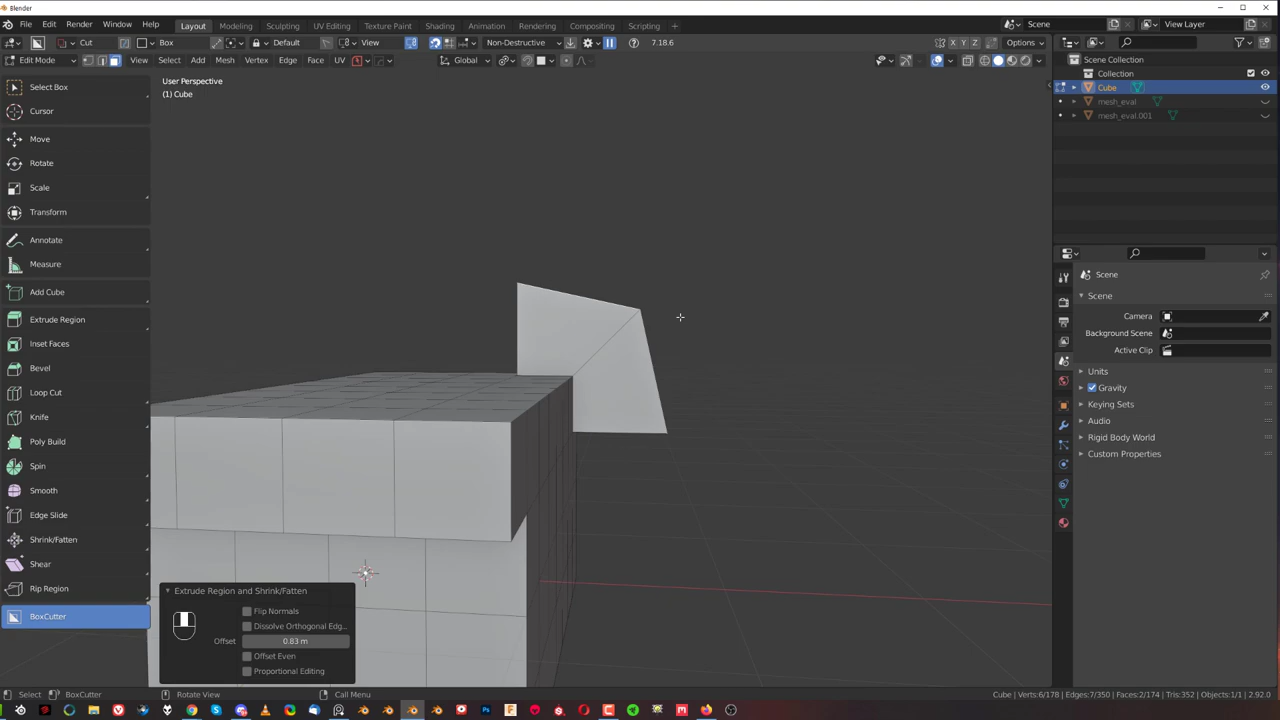 Blender
File Edit Render Window Help Layout Modeling Sculpting UV Editing Texture Paint Shading Animation Rendering Compositing Scripting + Scene View Layer
Cut Box Default View Non-Destructive 7.18.6 X Y Z Options
Edit Mode View Select Add Mesh Vertex Edge Face UV Global
User Perspective
(1) Cube
Select Box
Cursor
Move
Rotate
Scale
Transform
Annotate
Measure
Add Cube
Extrude Region
Inset Faces
Bevel
Loop Cut
Knife
Poly Build
Spin
Smooth
Edge Slide
Shrink/Fatten
Shear
Rip Region
BoxCutter
Extrude Region and Shrink/Fatten
Flip Normals
Dissolve Orthogonal Edg...
Offset 0.83 m
Offset Even
Proportional Editing
Scene Collection
Collection
Cube
mesh_eval
mesh_eval.001
Scene
Scene
Camera
Background Scene
Active Clip
Units
Gravity
Keying Sets
Audio
Rigid Body World
Custom Properties
Select BoxCutter Rotate View Call Menu Cube | Verts:6/178 | Edges:7/350 | Faces:2/174 | Tris:352 | Objects:1/1 | 2.92.0